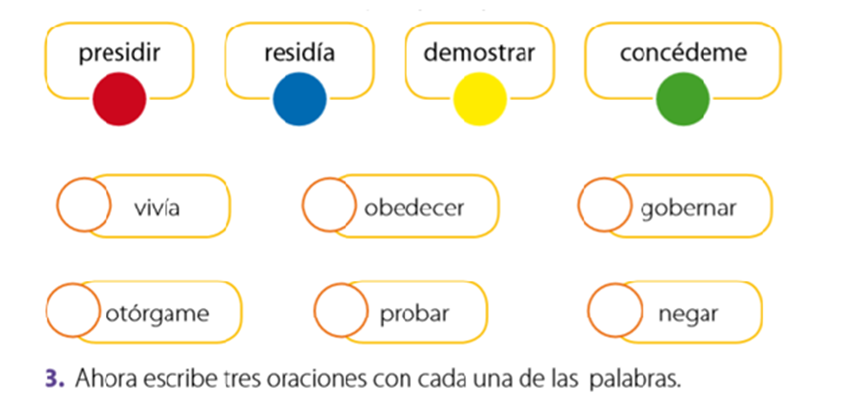 presidir residía demostrar concédeme
vivía obedecer gobernar
otórgame probar negar
3. Ahora escribe tres oraciones con cada una de las palabras.